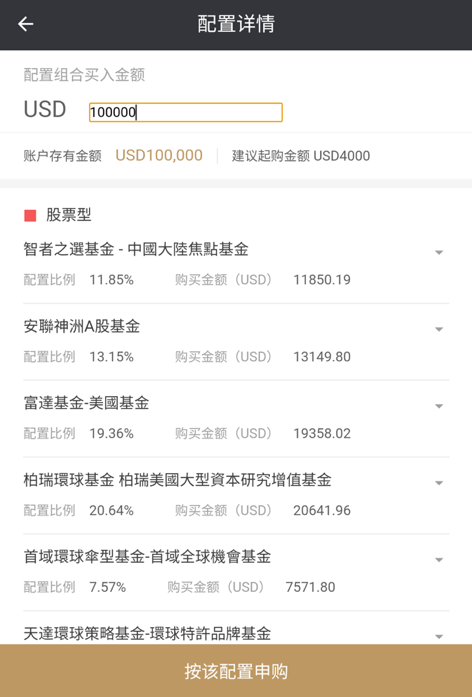 配置详情
配置组合买入金额
USD 100000
账户存有金额 USD100,000 建议起购金额 USD4000
股票型
智者之選基金 - 中國大陸焦點基金
配置比例 11.85% 购买金额（USD） 11850.19
安聯神洲A股基金
配置比例 13.15% 购买金额（USD） 13149.80
富達基金-美國基金
配置比例 19.36% 购买金额（USD） 19358.02
柏瑞環球基金 柏瑞美國大型資本研究增值基金
配置比例 20.64% 购买金额（USD） 20641.96
首域環球傘型基金-首域全球機會基金
配置比例 7.57% 购买金额（USD） 7571.80
天達環球策略基金-環球特許品牌基金
按该配置申购